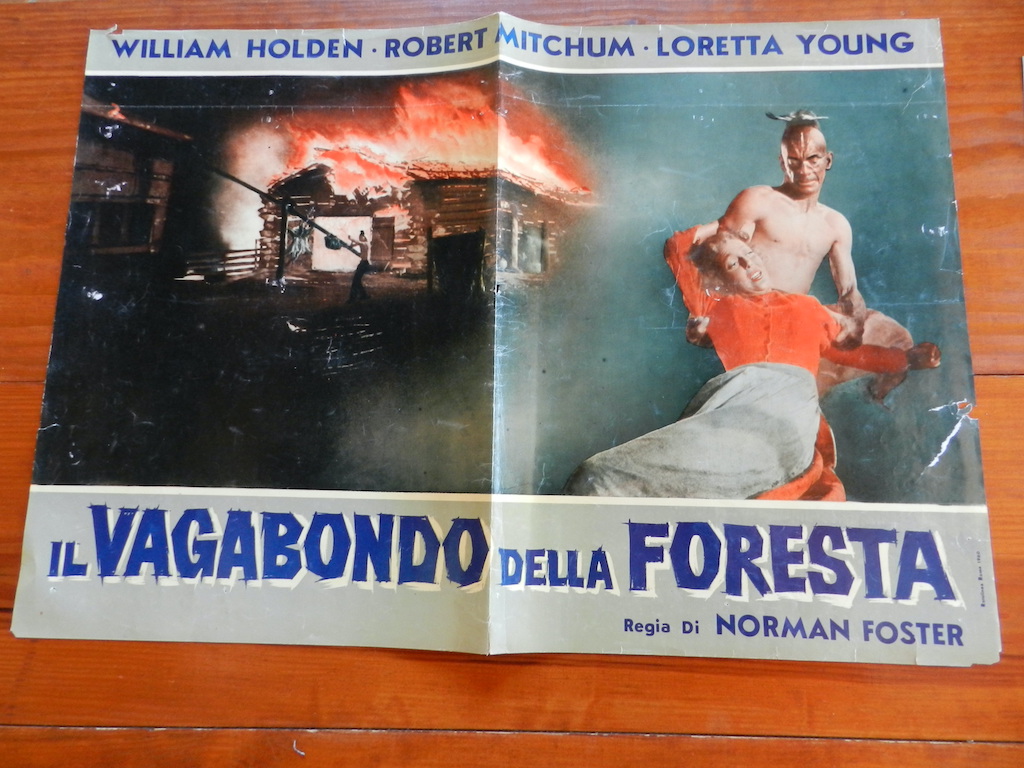 WILLIAM HOLDEN · ROBERT MITCHUM · LORETTA YOUNG
IL VAGABONDO DELLA FORESTA
Regia Di NORMAN FOSTER